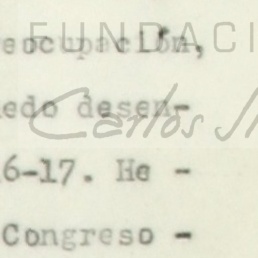 FUNDACI
eocupación,
edo desen-
Carlos
6-17. He -
Congreso -